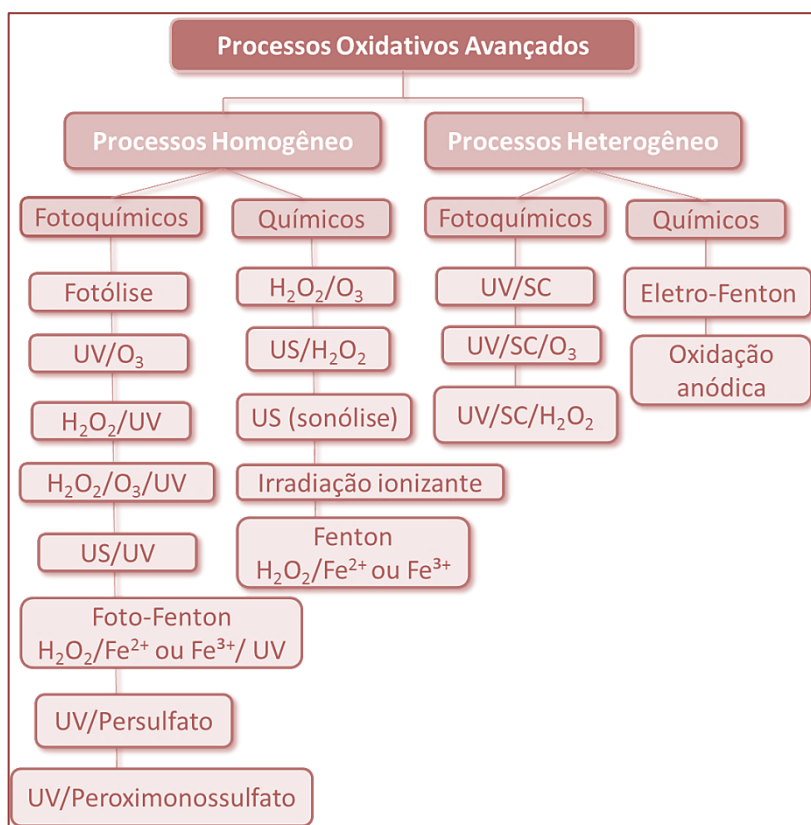 Processos Oxidativos Avançados
Processos Homogêneo
Processos Heterogêneo
Fotoquímicos
Químicos
Fotoquímicos
Químicos
Fotólise
UV/O₃
H₂O₂/UV
H₂O₂/O₃/UV
US/UV
Foto-Fenton
H₂O₂/Fe²⁺ ou Fe³⁺/ UV
UV/Persulfato
UV/Peroximonossulfato
H₂O₂/O₃
US/H₂O₂
US (sonólise)
Irradiação ionizante
Fenton
H₂O₂/Fe²⁺ ou Fe³⁺
UV/SC
UV/SC/O₃
UV/SC/H₂O₂
Eletro-Fenton
Oxidação
anódica